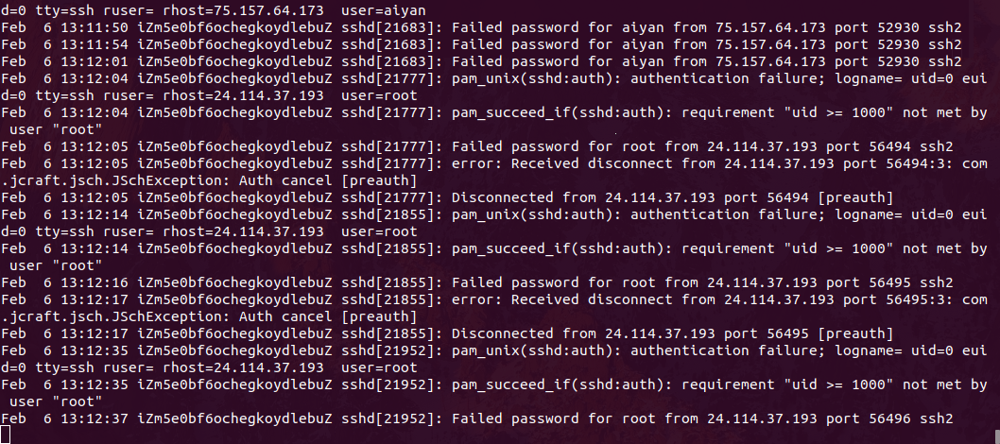 d=0 tty=ssh ruser= rhost=75.157.64.173  user=aiyan
Feb  6 13:11:50 iZm5e0bf6ochegkoydlebuZ sshd[21683]: Failed password for aiyan from 75.157.64.173 port 52930 ssh2
Feb  6 13:11:54 iZm5e0bf6ochegkoydlebuZ sshd[21683]: Failed password for aiyan from 75.157.64.173 port 52930 ssh2
Feb  6 13:12:01 iZm5e0bf6ochegkoydlebuZ sshd[21683]: Failed password for aiyan from 75.157.64.173 port 52930 ssh2
Feb  6 13:12:04 iZm5e0bf6ochegkoydlebuZ sshd[21777]: pam_unix(sshd:auth): authentication failure; logname= uid=0 eui
d=0 tty=ssh ruser= rhost=24.114.37.193  user=root
Feb  6 13:12:04 iZm5e0bf6ochegkoydlebuZ sshd[21777]: pam_succeed_if(sshd:auth): requirement "uid >= 1000" not met by
 user "root"
Feb  6 13:12:05 iZm5e0bf6ochegkoydlebuZ sshd[21777]: Failed password for root from 24.114.37.193 port 56494 ssh2
Feb  6 13:12:05 iZm5e0bf6ochegkoydlebuZ sshd[21777]: error: Received disconnect from 24.114.37.193 port 56494:3: com
.jcraft.jsch.JSchException: Auth cancel [preauth]
Feb  6 13:12:05 iZm5e0bf6ochegkoydlebuZ sshd[21777]: Disconnected from 24.114.37.193 port 56494 [preauth]
Feb  6 13:12:14 iZm5e0bf6ochegkoydlebuZ sshd[21855]: pam_unix(sshd:auth): authentication failure; logname= uid=0 eui
d=0 tty=ssh ruser= rhost=24.114.37.193  user=root
Feb  6 13:12:14 iZm5e0bf6ochegkoydlebuZ sshd[21855]: pam_succeed_if(sshd:auth): requirement "uid >= 1000" not met by
 user "root"
Feb  6 13:12:16 iZm5e0bf6ochegkoydlebuZ sshd[21855]: Failed password for root from 24.114.37.193 port 56495 ssh2
Feb  6 13:12:17 iZm5e0bf6ochegkoydlebuZ sshd[21855]: error: Received disconnect from 24.114.37.193 port 56495:3: com
.jcraft.jsch.JSchException: Auth cancel [preauth]
Feb  6 13:12:17 iZm5e0bf6ochegkoydlebuZ sshd[21855]: Disconnected from 24.114.37.193 port 56495 [preauth]
Feb  6 13:12:35 iZm5e0bf6ochegkoydlebuZ sshd[21952]: pam_unix(sshd:auth): authentication failure; logname= uid=0 eui
d=0 tty=ssh ruser= rhost=24.114.37.193  user=root
Feb  6 13:12:35 iZm5e0bf6ochegkoydlebuZ sshd[21952]: pam_succeed_if(sshd:auth): requirement "uid >= 1000" not met by
 user "root"
Feb  6 13:12:37 iZm5e0bf6ochegkoydlebuZ sshd[21952]: Failed password for root from 24.114.37.193 port 56496 ssh2